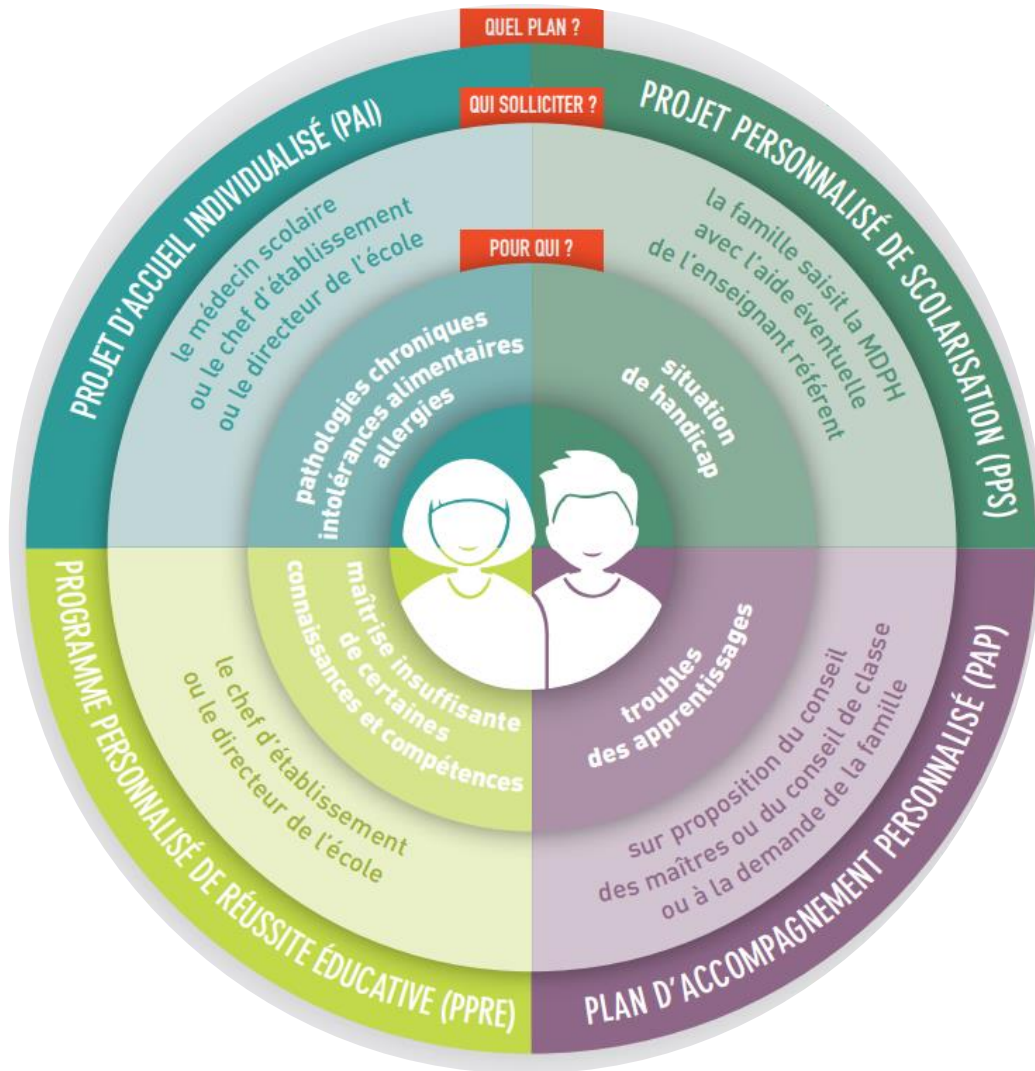 QUEL PLAN ?
QUI SOLLICITER ?
POUR QUI ?
PROJET D'ACCUEIL INDIVIDUALISÉ (PAI)
le médecin scolaire
ou le chef d'établissement
ou le directeur de l'école
pathologies chroniques
intolérances alimentaires
allergies
PROJET PERSONNALISÉ DE SCOLARISATION (PPS)
la famille saisit la MDPH
avec l'aide éventuelle
de l'enseignant référent
situation
de handicap
PROGRAMME PERSONNALISÉ DE RÉUSSITE ÉDUCATIVE (PPRE)
le chef d'établissement
ou le directeur de l'école
maîtrise insuffisante
de certaines
connaissances et compétences
PLAN D'ACCOMPAGNEMENT PERSONNALISÉ (PAP)
sur proposition du conseil
des maîtres ou du conseil de classe
ou à la demande de la famille
troubles
des apprentissages